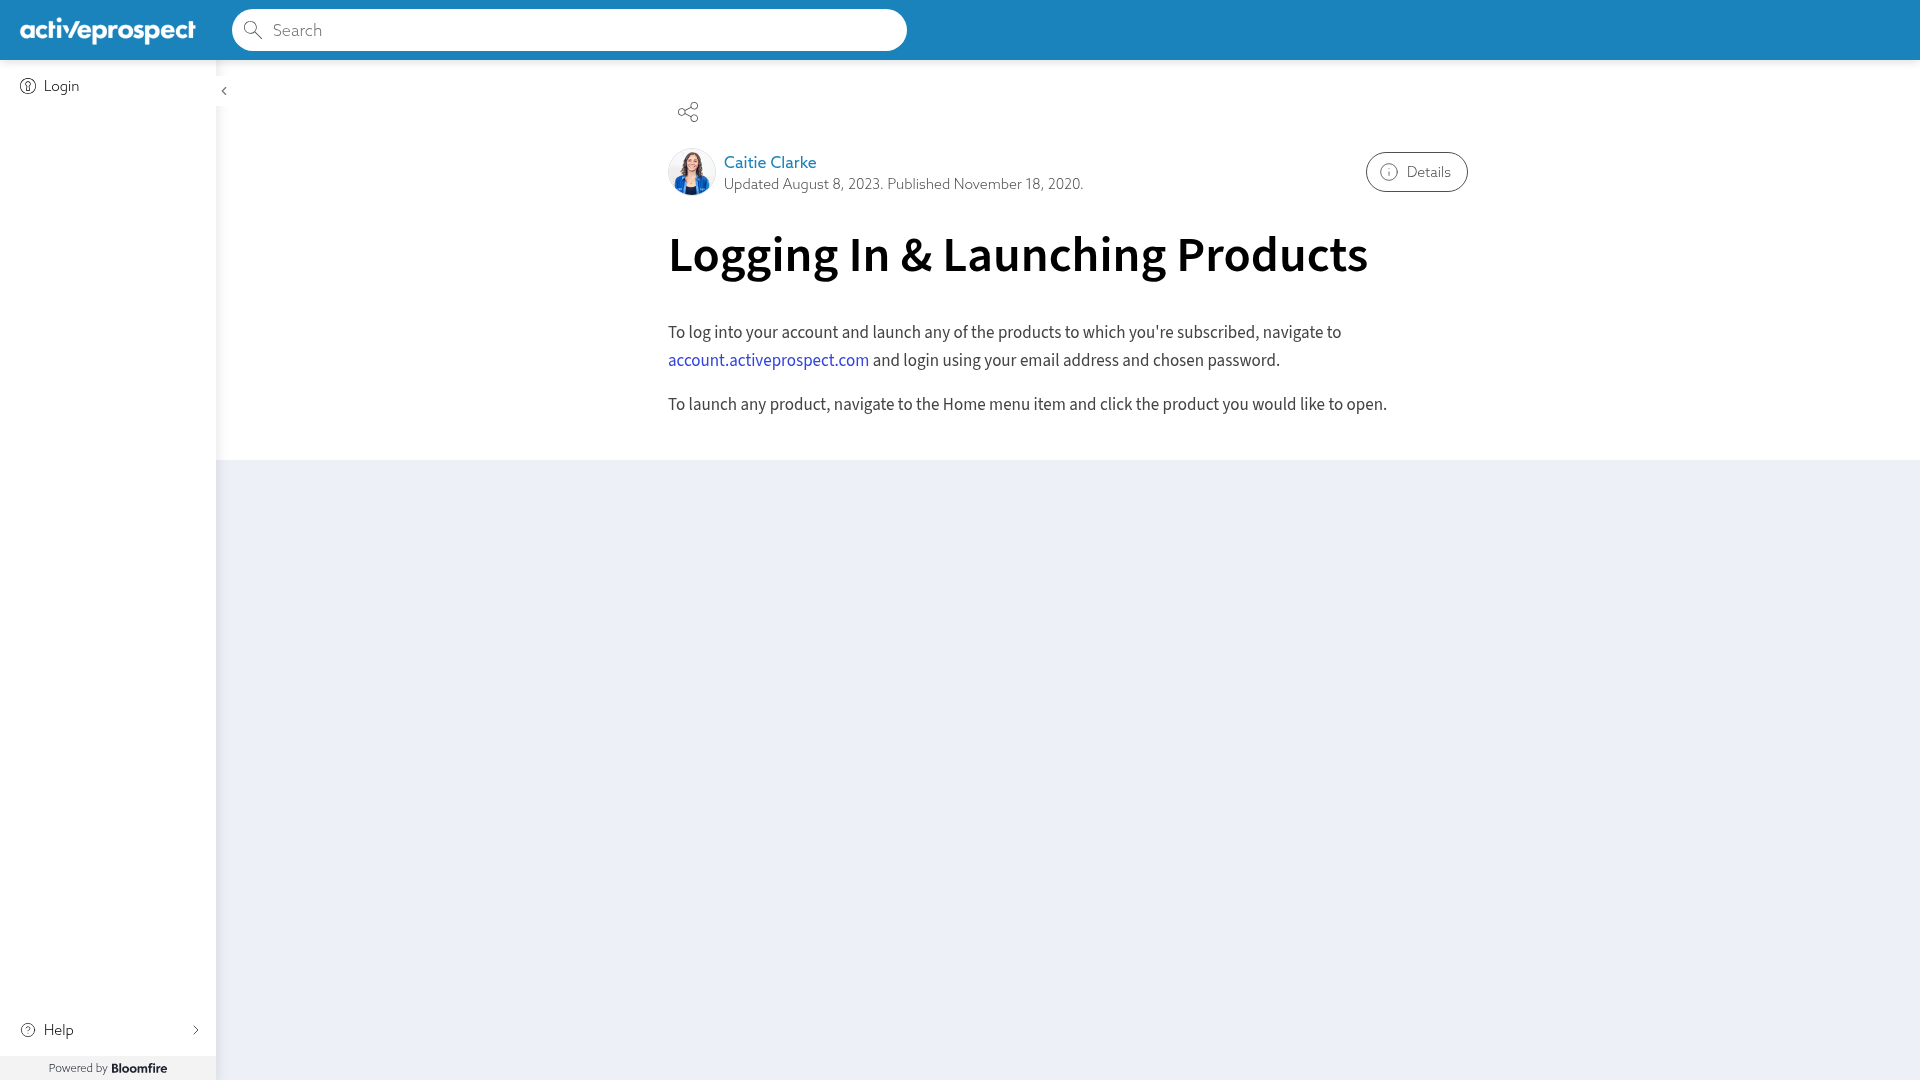 activeprospect
Search
Login
Caitie Clarke
Updated August 8, 2023. Published November 18, 2020.
Details
Logging In & Launching Products
To log into your account and launch any of the products to which you're subscribed, navigate to
account.activeprospect.com and login using your email address and chosen password.
To launch any product, navigate to the Home menu item and click the product you would like to open.
Help
Powered by Bloomfire